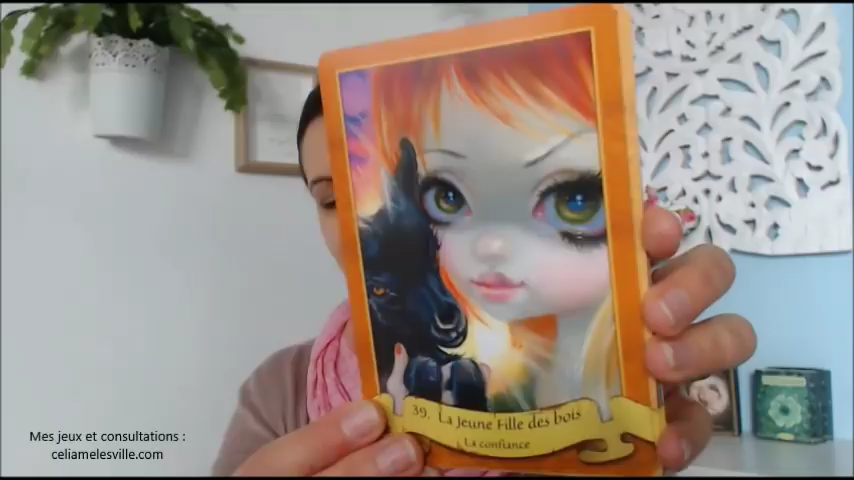 39. La Jeune Fille des bois
La confiance
Mes jeux et consultations :
celiamelesville.com